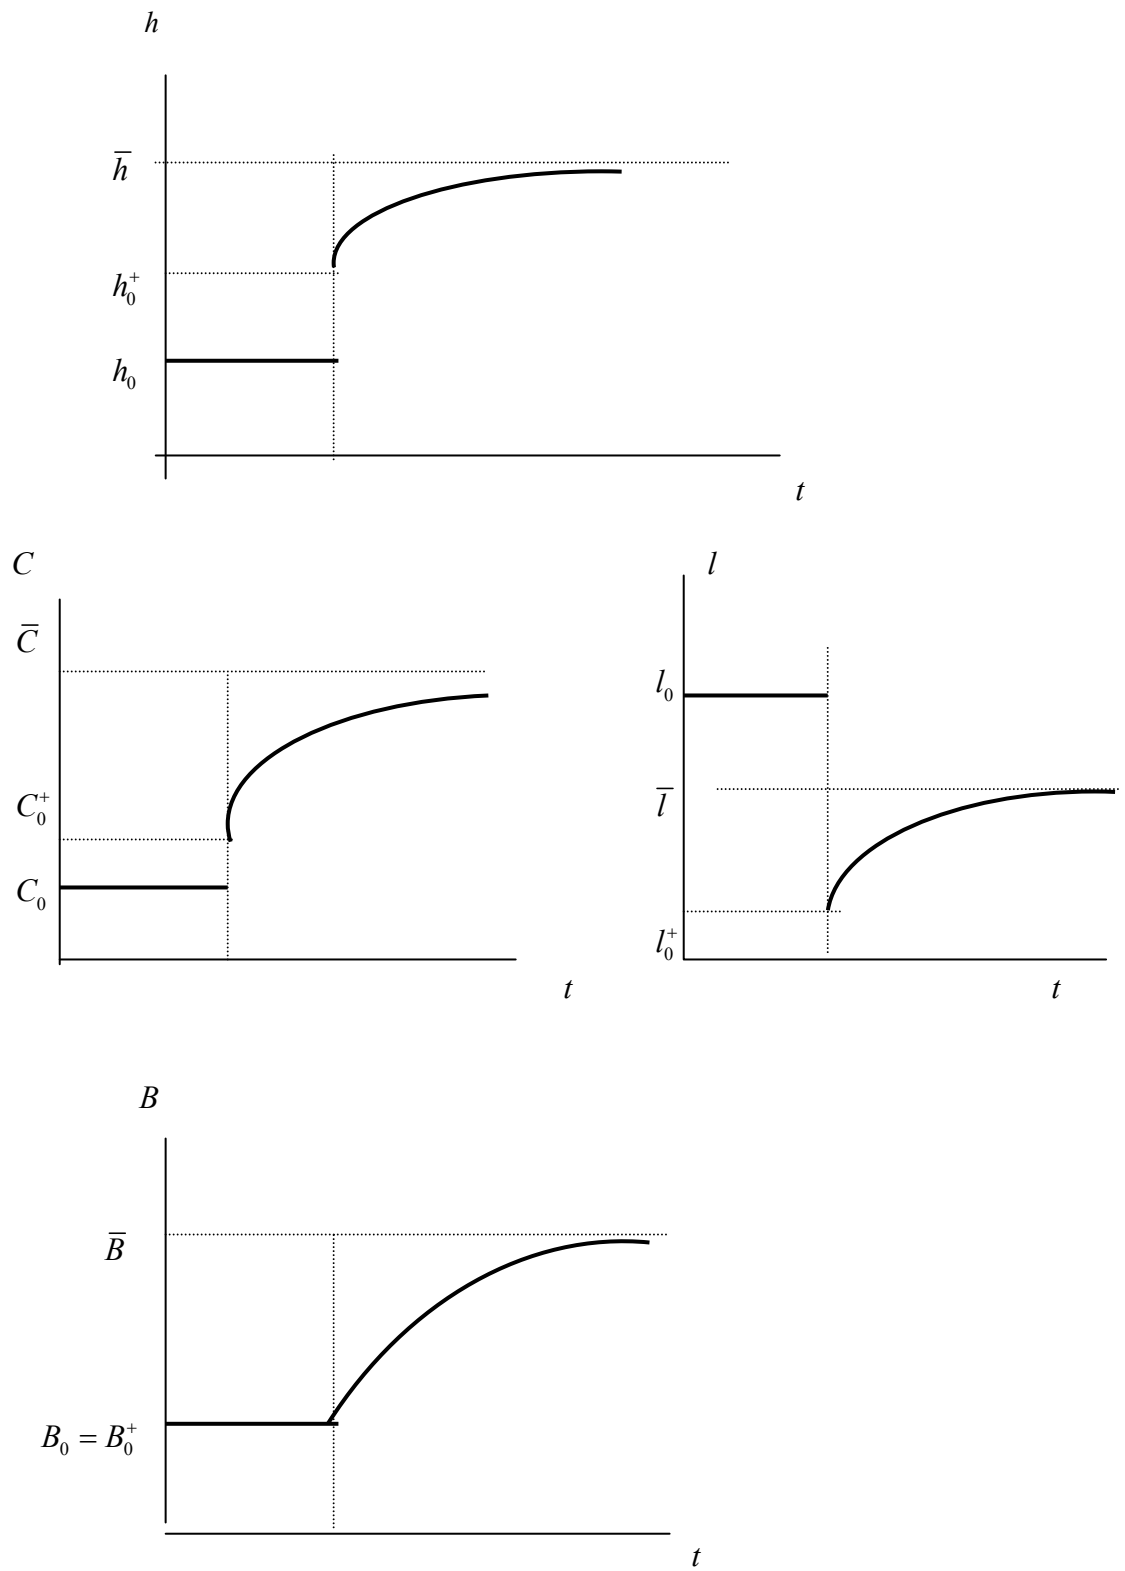 h
h̄
h₀⁺
h₀
t
C
C̄
C₀⁺
C₀
t
l
l₀
l̄
l₀⁺
t
B
B̄
B₀ = B₀⁺
t